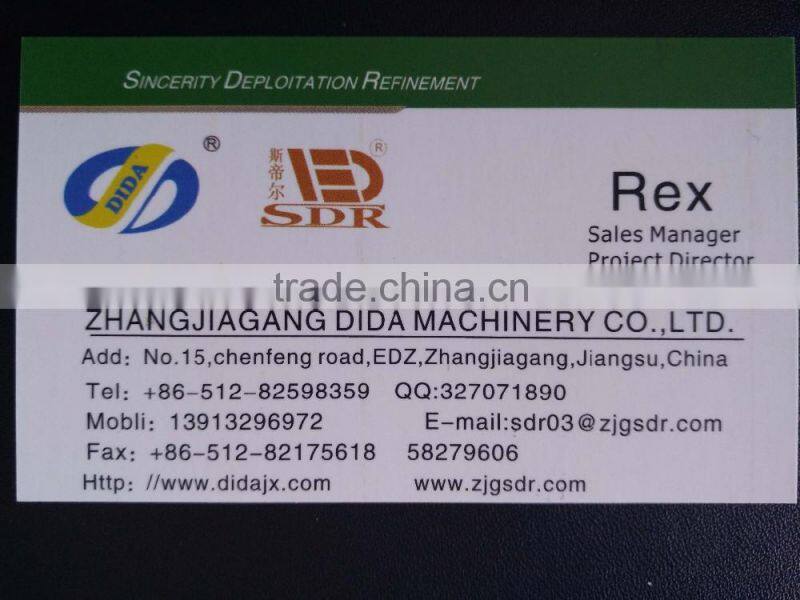 SINCERITY DEPLOITATION REFINEMENT
DIDA ®
斯帝尔 ®
SDR
Rex
Sales Manager
Project Director
trade.china.cn
ZHANGJIAGANG DIDA MACHINERY CO.,LTD.
Add: No.15,chenfeng road,EDZ,Zhangjiagang,Jiangsu,China
Tel: +86-512-82598359 QQ:327071890
Mobli: 13913296972 E-mail:sdr03@zjgsdr.com
Fax: +86-512-82175618 58279606
Http: //www.didajx.com www.zjgsdr.com